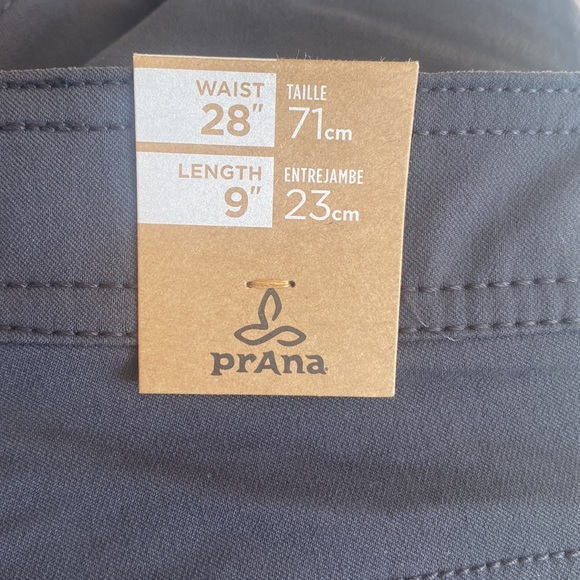 WAIST TAILLE
28" 71cm
LENGTH ENTREJAMBE
9" 23cm
prAna